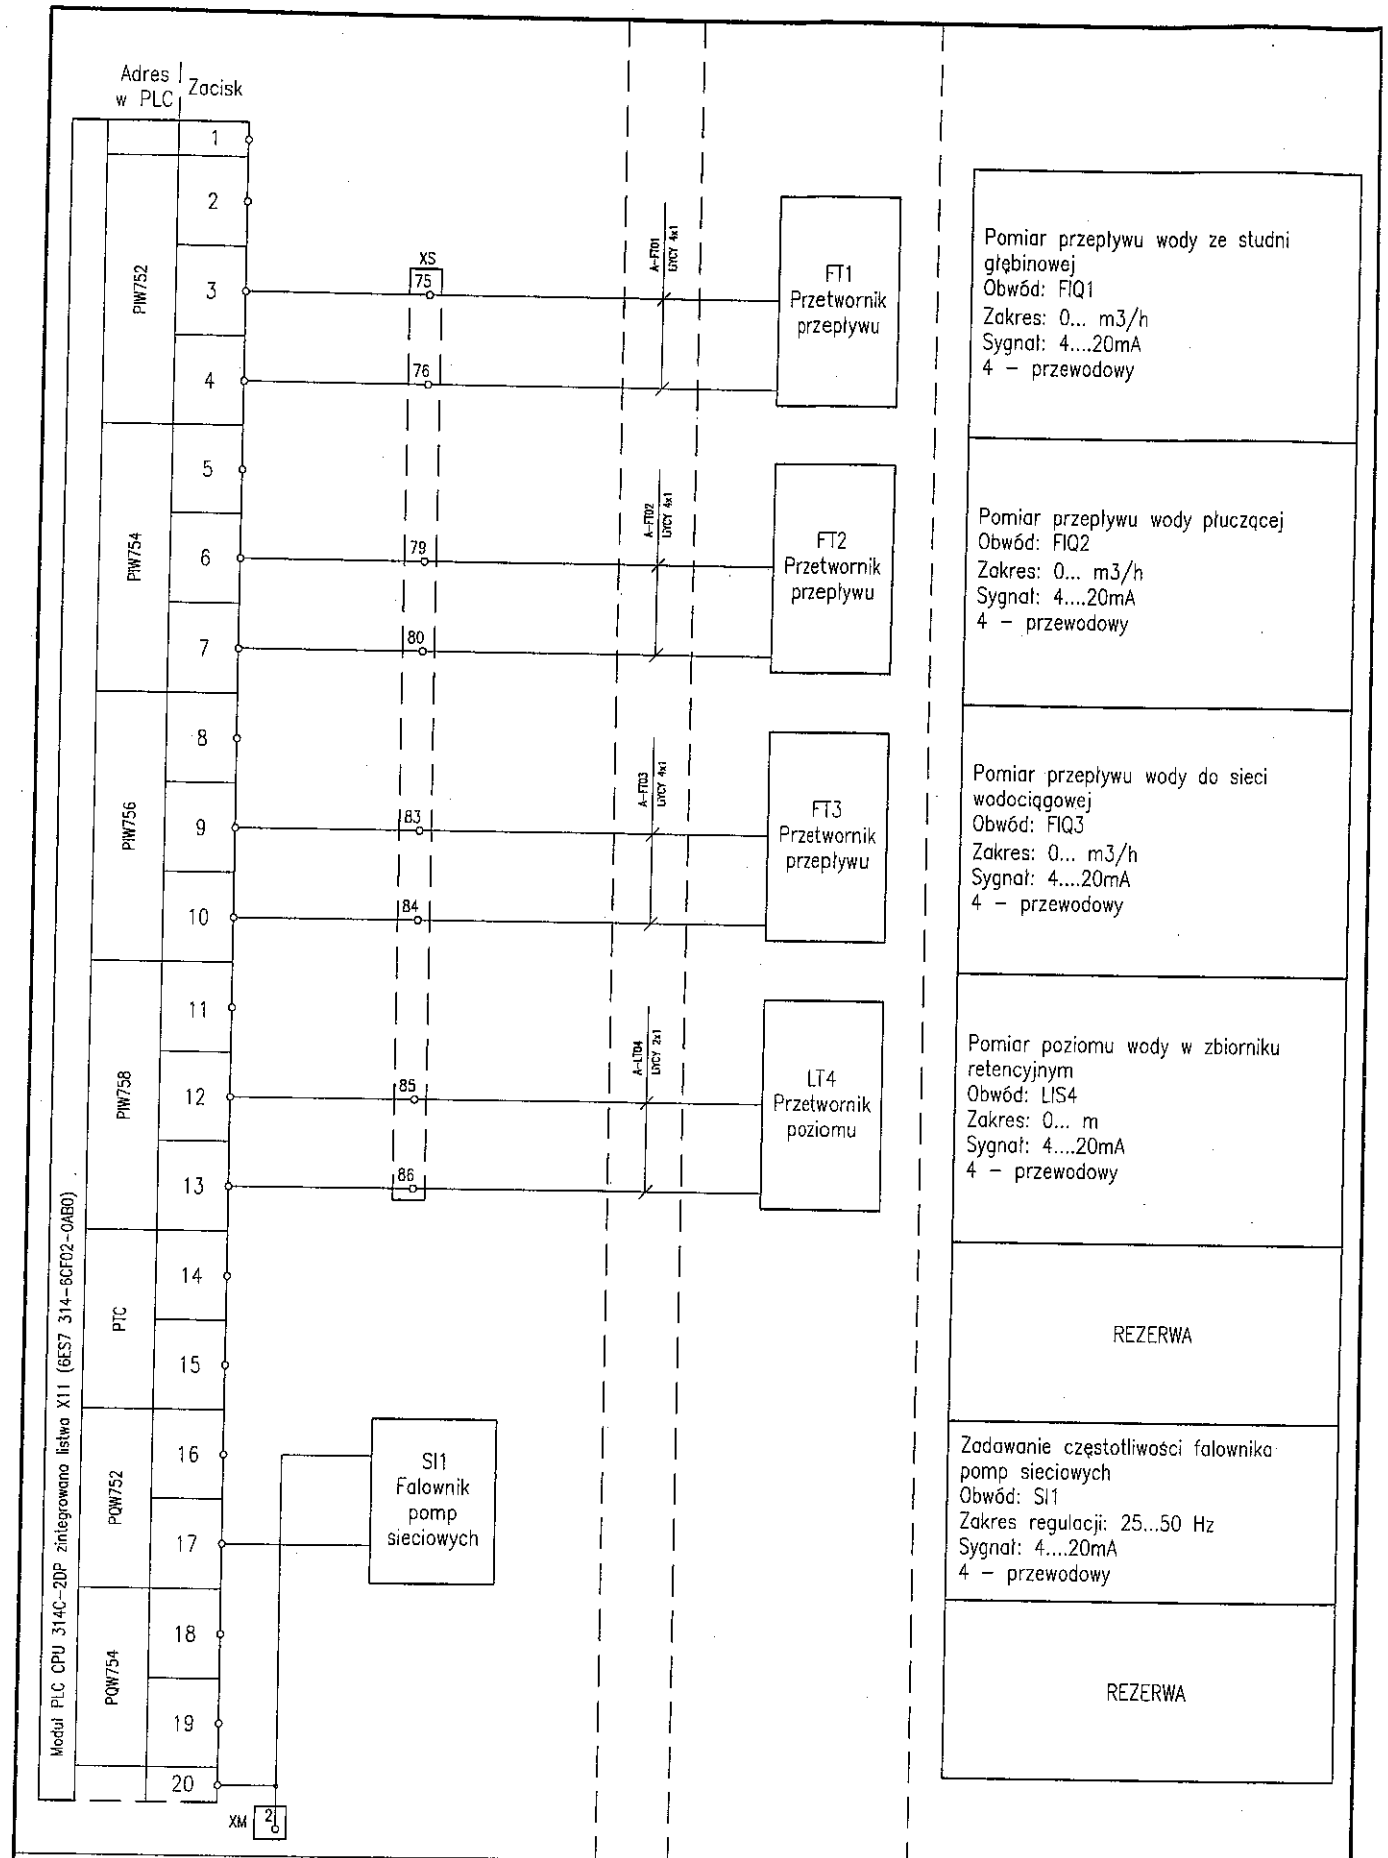 Adres
w PLC
Zacisk
1
2
3
4
5
6
7
8
9
10
11
12
13
14
15
16
17
18
19
20
PIW752
PIW754
PIW756
PIW758
PTC
PQW752
PQW754
Moduł PLC CPU 314C-2DP zintegrowana listwa X11 (6ES7 314-6CF02-0AB0)
XS
75
76
79
80
83
84
85
86
A-FT01
LIYCY 4x1
A-FT02
LIYCY 4x1
A-FT03
LIYCY 4x1
A-LT04
LIYCY 2x1
FT1
Przetwornik
przepływu
FT2
Przetwornik
przepływu
FT3
Przetwornik
przepływu
LT4
Przetwornik
poziomu
SI1
Falownik
pomp
sieciowych
XM
2
Pomiar przepływu wody ze studni
głębinowej
Obwód: FIQ1
Zakres: 0... m3/h
Sygnał: 4....20mA
4 – przewodowy
Pomiar przepływu wody płuczącej
Obwód: FIQ2
Zakres: 0... m3/h
Sygnał: 4....20mA
4 – przewodowy
Pomiar przepływu wody do sieci
wodociągowej
Obwód: FIQ3
Zakres: 0... m3/h
Sygnał: 4....20mA
4 – przewodowy
Pomiar poziomu wody w zbiorniku
retencyjnym
Obwód: LIS4
Zakres: 0... m
Sygnał: 4....20mA
4 – przewodowy
REZERWA
Zadawanie częstotliwości falownika
pomp sieciowych
Obwód: SI1
Zakres regulacji: 25...50 Hz
Sygnał: 4....20mA
4 – przewodowy
REZERWA